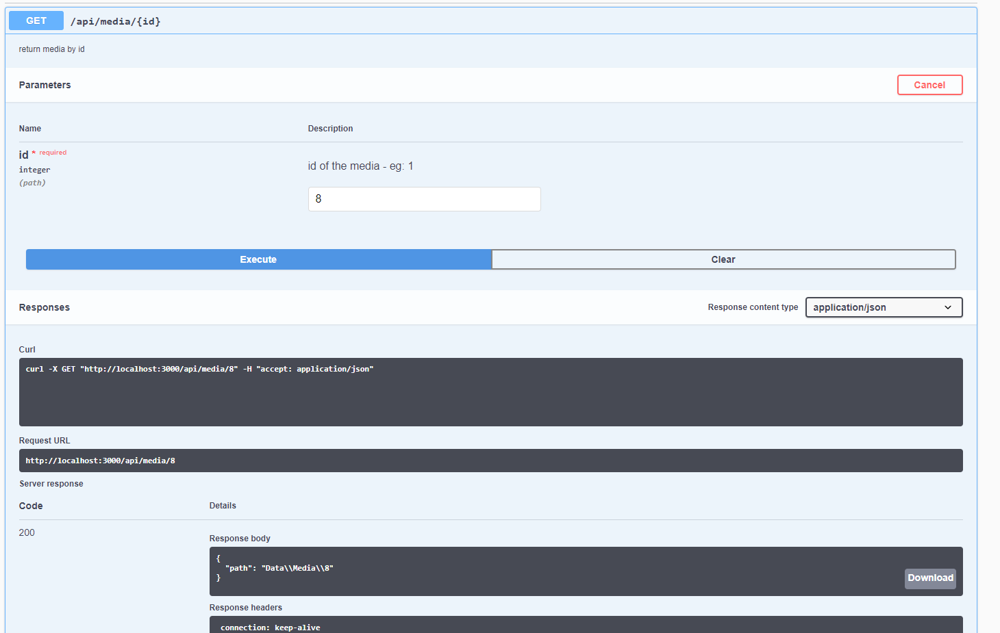 GET /api/media/{id}
return media by id
Parameters Cancel
Name Description
id * required
integer
(path)
id of the media - eg: 1
8
Execute Clear
Responses Response content type application/json
Curl
curl -X GET "http://localhost:3000/api/media/8" -H "accept: application/json"
Request URL
http://localhost:3000/api/media/8
Server response
Code Details
200
Response body
{
"path": "Data\\Media\\8"
}
Download
Response headers
connection: keep-alive